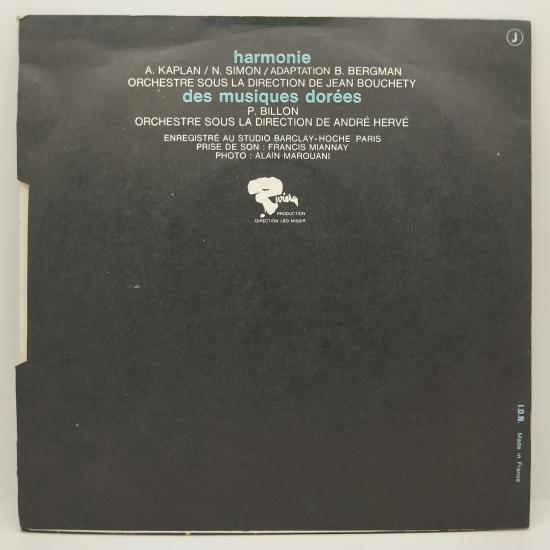 J
harmonie
A. KAPLAN / N. SIMON / ADAPTATION B. BERGMAN
ORCHESTRE SOUS LA DIRECTION DE JEAN BOUCHETY
des musiques dorées
P. BILLON
ORCHESTRE SOUS LA DIRECTION DE ANDRÉ HERVÉ
ENREGISTRÉ AU STUDIO BARCLAY-HOCHE PARIS
PRISE DE SON : FRANCIS MIANNAY
PHOTO : ALAIN MAROUANI
Riviera
PRODUCTION
DIRECTION LEO MISSIR
I.D.N. Made in France